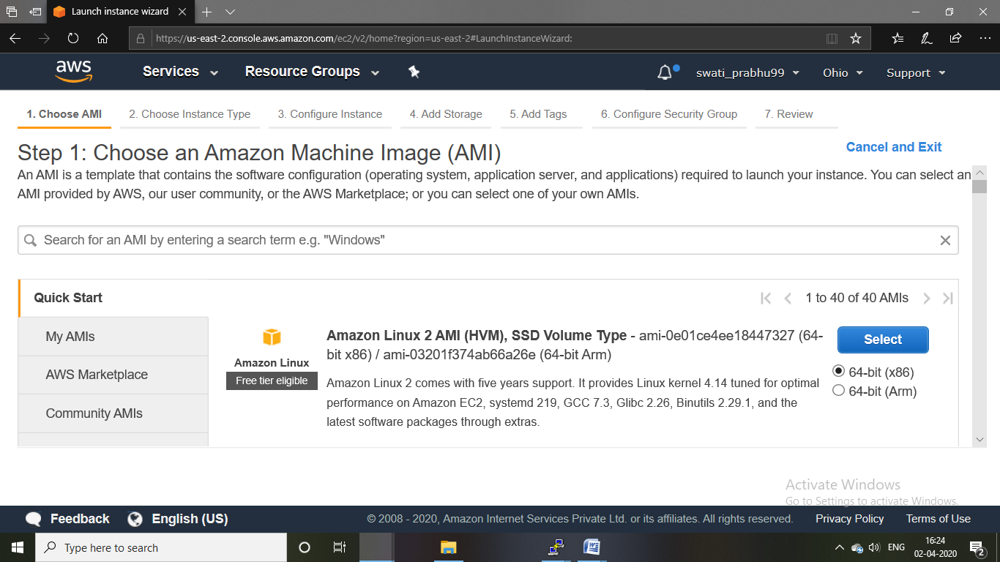 Launch instance wizard
https://us-east-2.console.aws.amazon.com/ec2/v2/home?region=us-east-2#LaunchInstanceWizard:
aws
Services
Resource Groups
swati_prabhu99
Ohio
Support
1. Choose AMI
2. Choose Instance Type
3. Configure Instance
4. Add Storage
5. Add Tags
6. Configure Security Group
7. Review
Step 1: Choose an Amazon Machine Image (AMI)
Cancel and Exit
An AMI is a template that contains the software configuration (operating system, application server, and applications) required to launch your instance. You can select an
AMI provided by AWS, our user community, or the AWS Marketplace; or you can select one of your own AMIs.
Search for an AMI by entering a search term e.g. "Windows"
Quick Start
My AMIs
AWS Marketplace
Community AMIs
1 to 40 of 40 AMIs
Amazon Linux
Free tier eligible
Amazon Linux 2 AMI (HVM), SSD Volume Type - ami-0e01ce4ee18447327 (64-
bit x86) / ami-03201f374ab66a26e (64-bit Arm)
Amazon Linux 2 comes with five years support. It provides Linux kernel 4.14 tuned for optimal
performance on Amazon EC2, systemd 219, GCC 7.3, Glibc 2.26, Binutils 2.29.1, and the
latest software packages through extras.
Select
64-bit (x86)
64-bit (Arm)
Activate Windows
Go to Settings to activate Windows.
Feedback
English (US)
© 2008 - 2020, Amazon Internet Services Private Ltd. or its affiliates. All rights reserved.
Privacy Policy
Terms of Use
Type here to search
ENG
16:24
02-04-2020
2